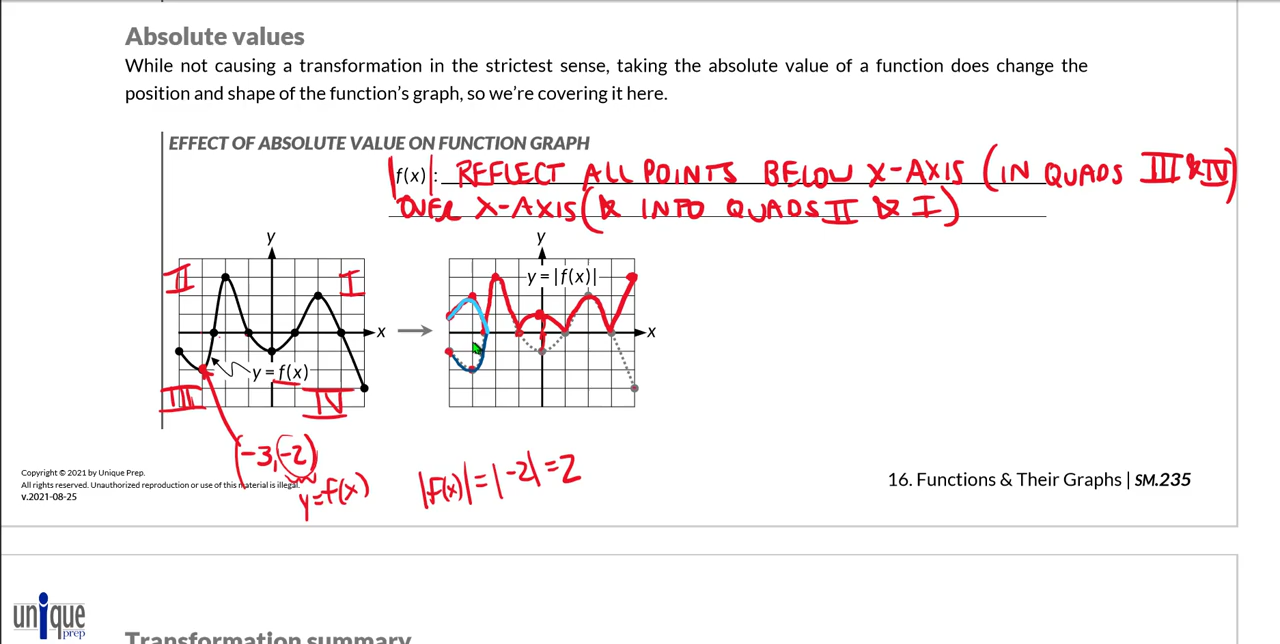 Absolute values
While not causing a transformation in the strictest sense, taking the absolute value of a function does change the
position and shape of the function's graph, so we're covering it here.
EFFECT OF ABSOLUTE VALUE ON FUNCTION GRAPH
|f(x)|: REFLECT ALL POINTS BELOW X-AXIS (IN QUADS III & IV)
OVER X-AXIS (& INTO QUADS II & I)
y
y
II
I
y = |f(x)|
x
x
y = f(x)
III
IV
(-3,-2)
y=f(x)
|f(x)|=|-2|=2
Copyright © 2021 by Unique Prep.
All rights reserved. Unauthorized reproduction or use of this material is illegal.
v.2021-08-25
16. Functions & Their Graphs | SM.235
unique
prep
Transformation summary